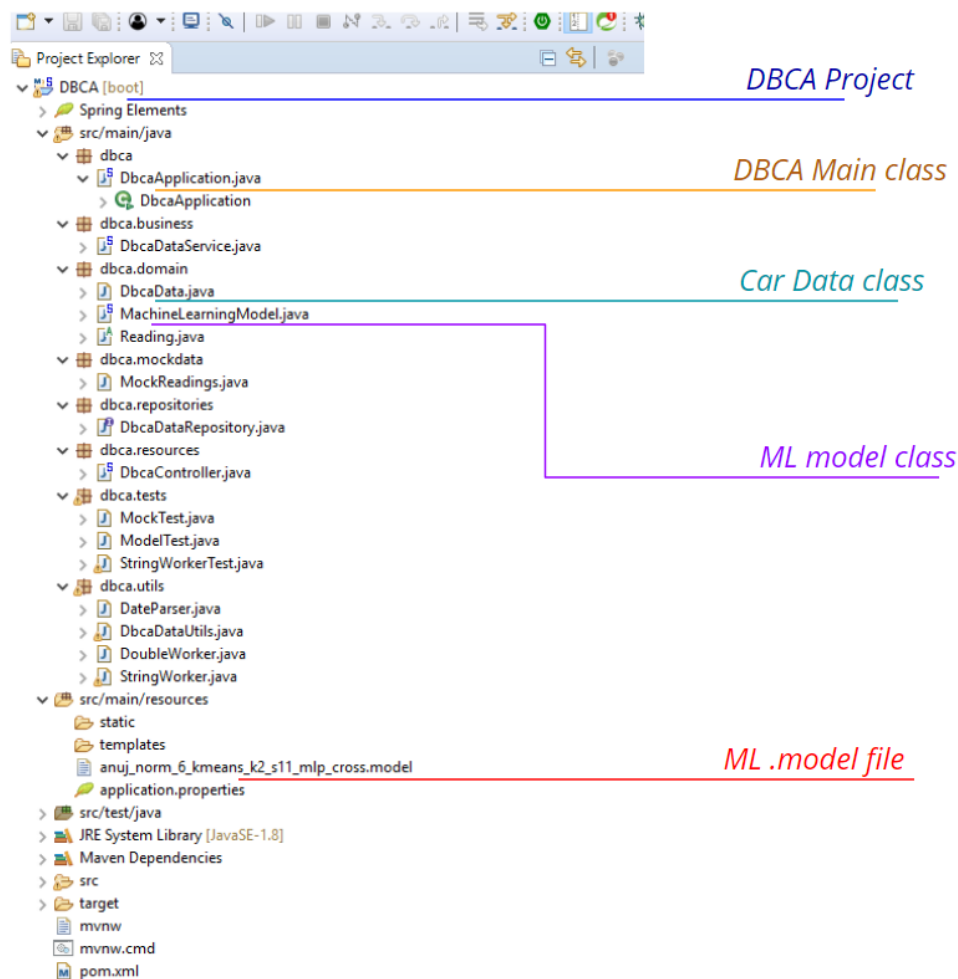 Project Explorer
DBCA [boot]
DBCA Project
Spring Elements
src/main/java
dbca
DbcaApplication.java
DBCA Main class
DbcaApplication
dbca.business
DbcaDataService.java
dbca.domain
DbcaData.java
Car Data class
MachineLearningModel.java
Reading.java
dbca.mockdata
MockReadings.java
dbca.repositories
DbcaDataRepository.java
dbca.resources
ML model class
DbcaController.java
dbca.tests
MockTest.java
ModelTest.java
StringWorkerTest.java
dbca.utils
DateParser.java
DbcaDataUtils.java
DoubleWorker.java
StringWorker.java
src/main/resources
static
templates
anuj_norm_6_kmeans_k2_s11_mlp_cross.model
ML .model file
application.properties
src/test/java
JRE System Library [JavaSE-1.8]
Maven Dependencies
src
target
mvnw
mvnw.cmd
pom.xml